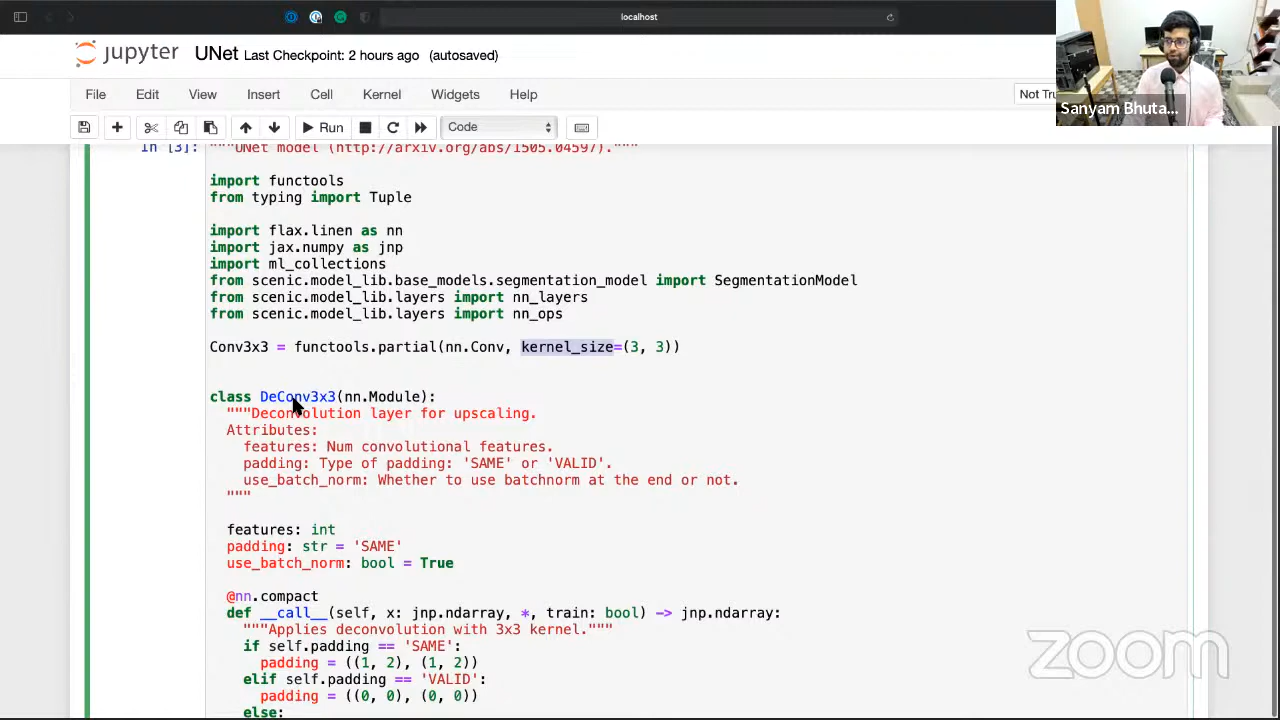 localhost
jupyter UNet Last Checkpoint: 2 hours ago (autosaved)
File Edit View Insert Cell Kernel Widgets Help
Not Tru
Sanyam Bhuta...
Run
Code
In [3]:
"""UNet model (http://arxiv.org/abs/1505.04597)."""
import functools
from typing import Tuple
import flax.linen as nn
import jax.numpy as jnp
import ml_collections
from scenic.model_lib.base_models.segmentation_model import SegmentationModel
from scenic.model_lib.layers import nn_layers
from scenic.model_lib.layers import nn_ops
Conv3x3 = functools.partial(nn.Conv, kernel_size=(3, 3))
class DeConv3x3(nn.Module):
"""Deconvolution layer for upscaling.
Attributes:
features: Num convolutional features.
padding: Type of padding: 'SAME' or 'VALID'.
use_batch_norm: Whether to use batchnorm at the end or not.
"""
features: int
padding: str = 'SAME'
use_batch_norm: bool = True
@nn.compact
def __call__(self, x: jnp.ndarray, *, train: bool) -> jnp.ndarray:
"""Applies deconvolution with 3x3 kernel."""
if self.padding == 'SAME':
padding = ((1, 2), (1, 2))
elif self.padding == 'VALID':
padding = ((0, 0), (0, 0))
else:
zoom